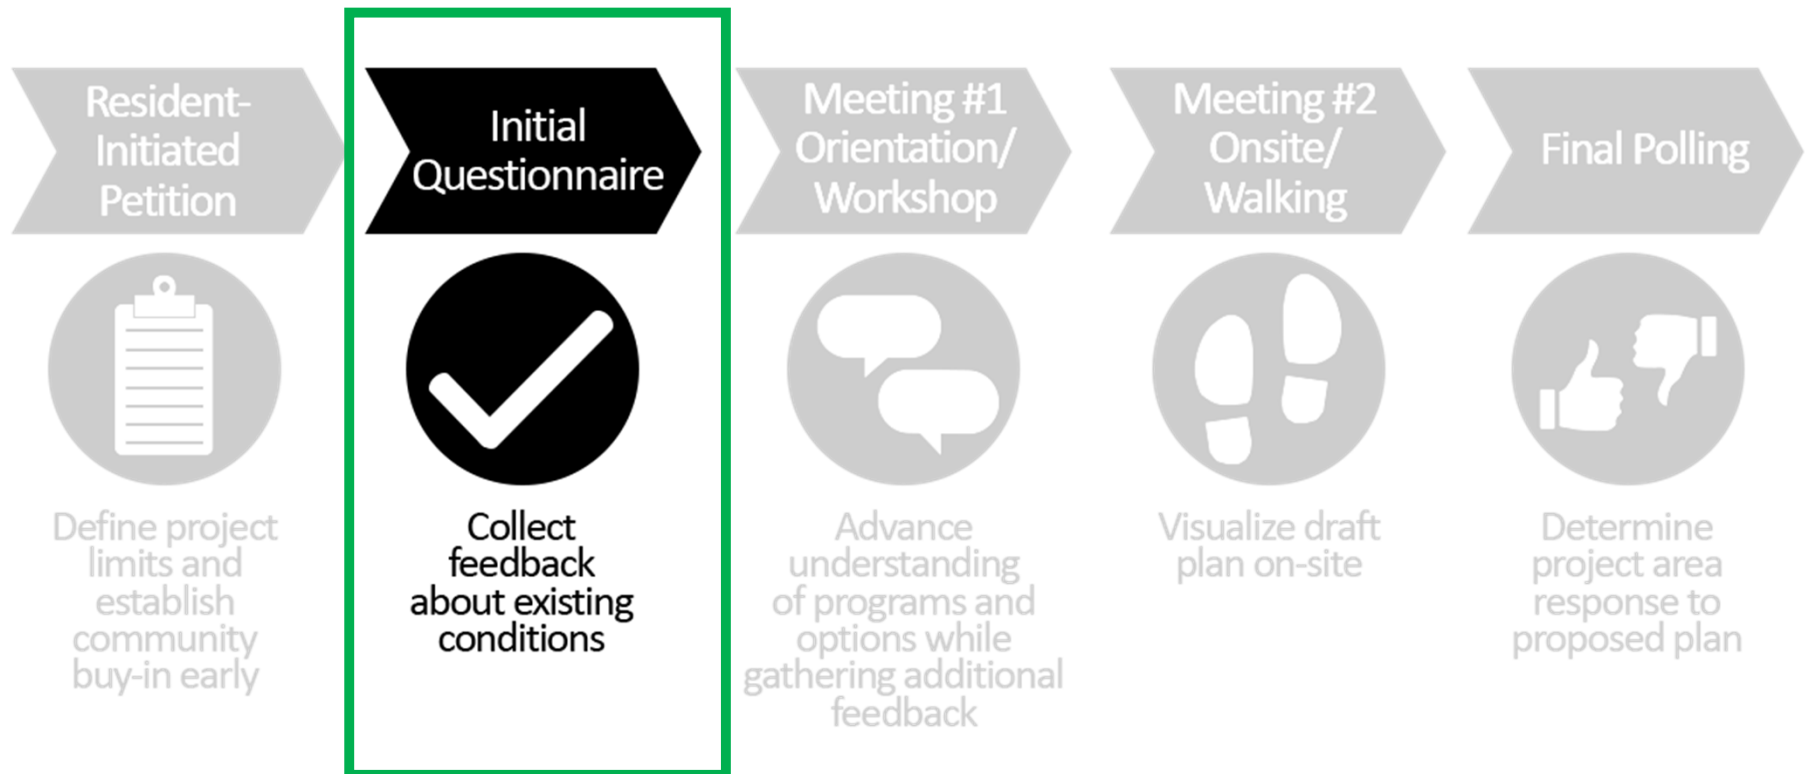 Resident-
Initiated
Petition
Initial
Questionnaire
Meeting #1
Orientation/
Workshop
Meeting #2
Onsite/
Walking
Final Polling
Define project
limits and
establish
community
buy-in early
Collect
feedback
about existing
conditions
Advance
understanding
of programs and
options while
gathering additional
feedback
Visualize draft
plan on-site
Determine
project area
response to
proposed plan